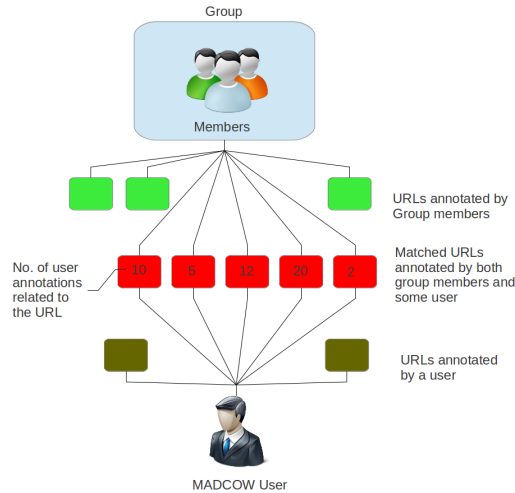 Group
Members
URLs annotated by
Group members
No. of user
annotations
related to
the URL
10 5 12 20 2
Matched URLs
annotated by both
group members and
some user
URLs annotated
by a user
MADCOW User